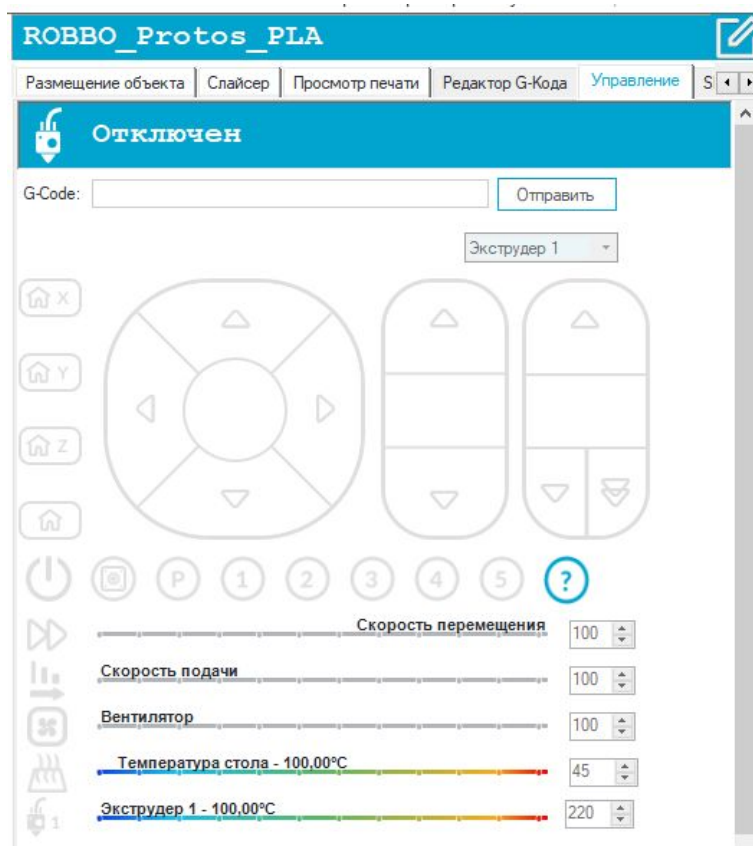 ROBBO_Protos_PLA
Размещение объекта Слайсер Просмотр печати Редактор G-Кода Управление S
Отключен
G-Code: Отправить
Экструдер 1
X
Y
Z
P 1 2 3 4 5 ?
Скорость перемещения 100
Скорость подачи 100
Вентилятор 100
Температура стола - 100,00°C 45
1 Экструдер 1 - 100,00°C 220